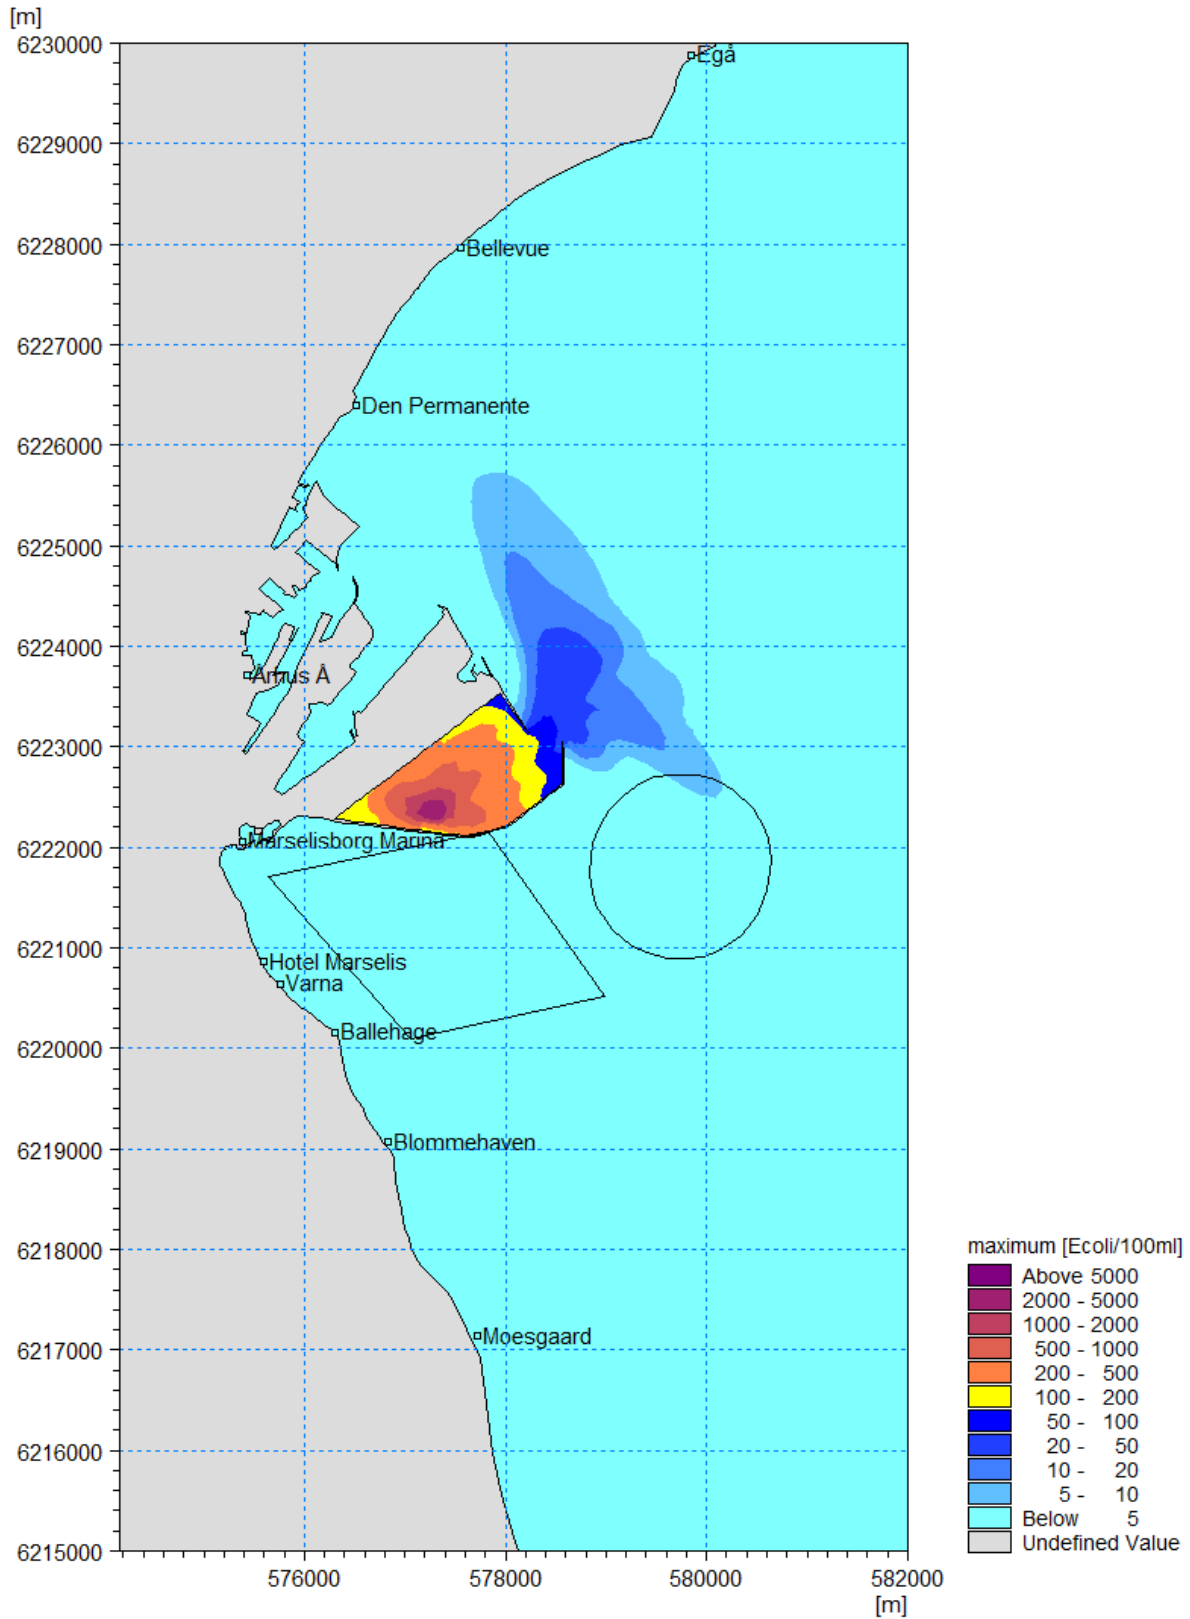 [m]
6230000
Egå
6229000
6228000
Bellevue
6227000
Den Permanente
6226000
6225000
6224000
Århus Å
6223000
Marselisborg Marina
6222000
6221000
Hotel Marselis
Varna
Ballehage
6220000
Blommehaven
6219000
6218000
Moesgaard
6217000
6216000
6215000
576000 578000 580000 582000
[m]
maximum [Ecoli/100ml]
Above 5000
2000 - 5000
1000 - 2000
500 - 1000
200 - 500
100 - 200
50 - 100
20 - 50
10 - 20
5 - 10
Below 5
Undefined Value